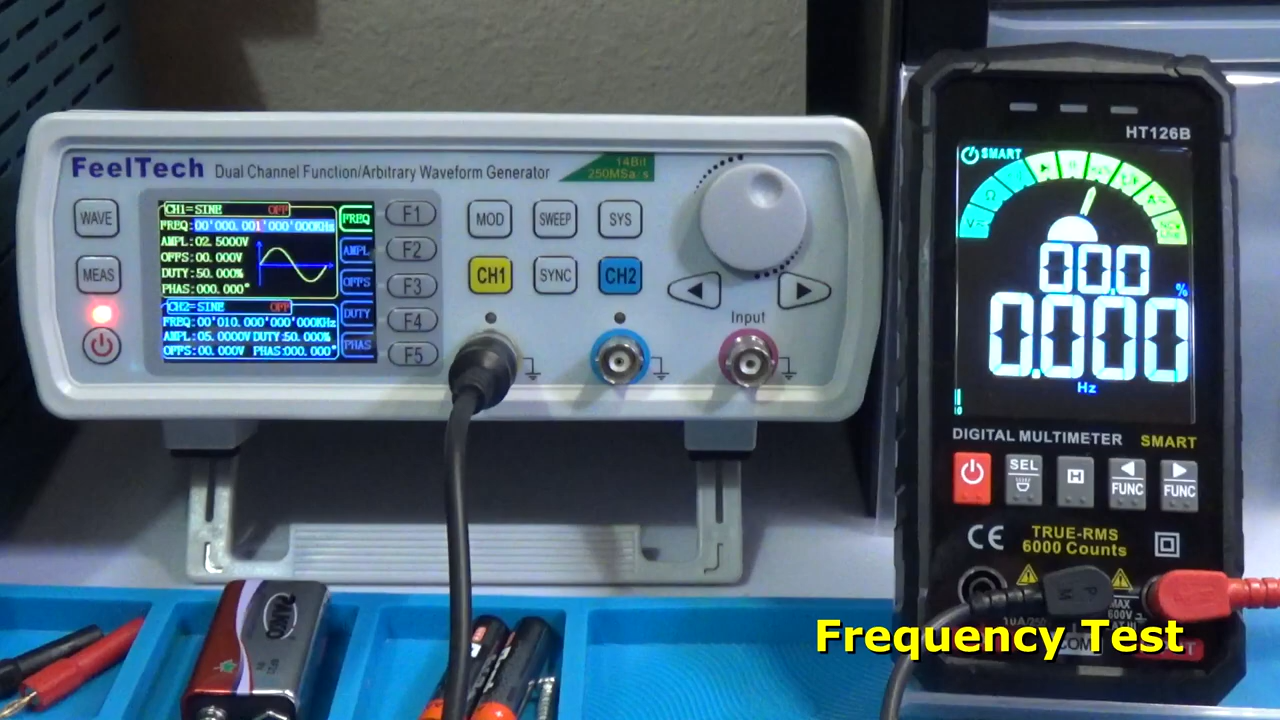 FeelTech Dual Channel Function/Arbitrary Waveform Generator
14Bit
250MSa/s
WAVE
MEAS
CH1=SINE OFF
FREQ:00'000.001'000'000KHz
AMPL:02.5000V
OFFS:00.000V
DUTY:50.000%
PHAS:000.000°
CH2=SINE OFF
FREQ:00'010.000'000'000KHz
AMPL:05.0000V DUTY:50.000%
OFFS:00.000V PHAS:000.000°
FREQ
AMPL
OFFS
DUTY
PHAS
F1
F2
F3
F4
F5
MOD
SWEEP
SYS
CH1
SYNC
CH2
Input
HT126B
SMART
00.0
%
0.000
Hz
DIGITAL MULTIMETER SMART
SEL
H
FUNC
FUNC
CE
TRUE-RMS
6000 Counts
MAX
600V
COM
Frequency Test